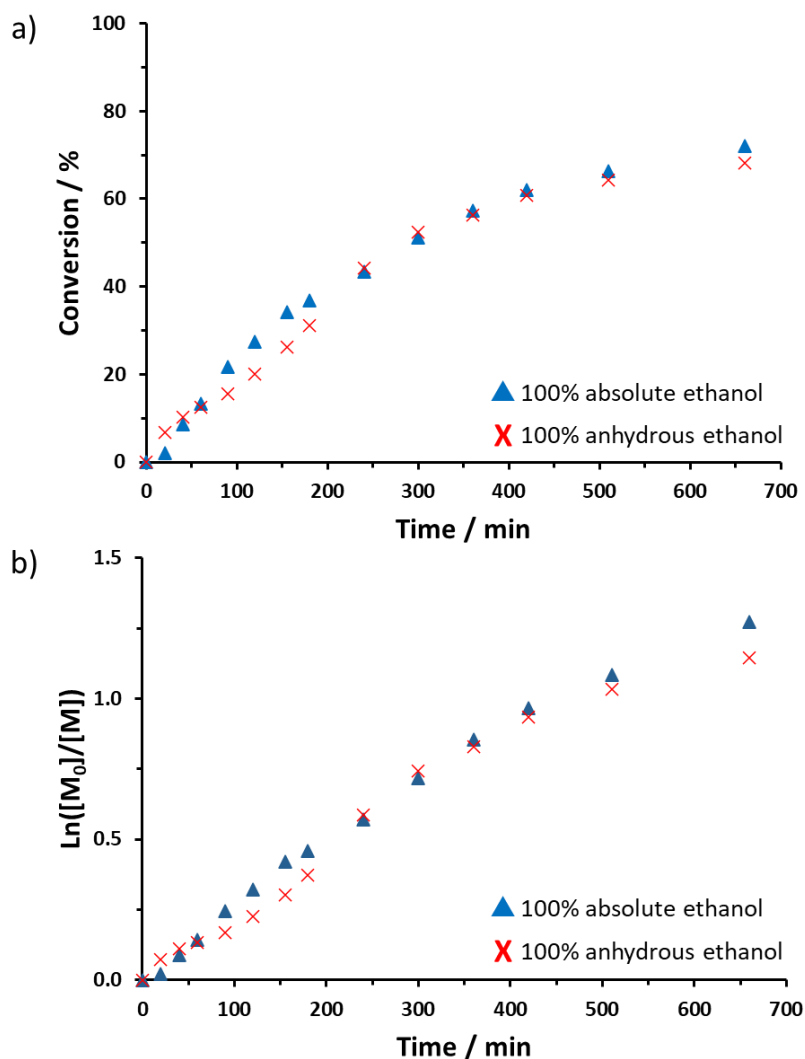 a)
100
80
60
40
20
0
Conversion / %
0 100 200 300 400 500 600 700
Time / min
100% absolute ethanol
100% anhydrous ethanol
b)
1.5
1.0
0.5
0.0
Ln([M₀]/[M])
0 100 200 300 400 500 600 700
Time / min
100% absolute ethanol
100% anhydrous ethanol